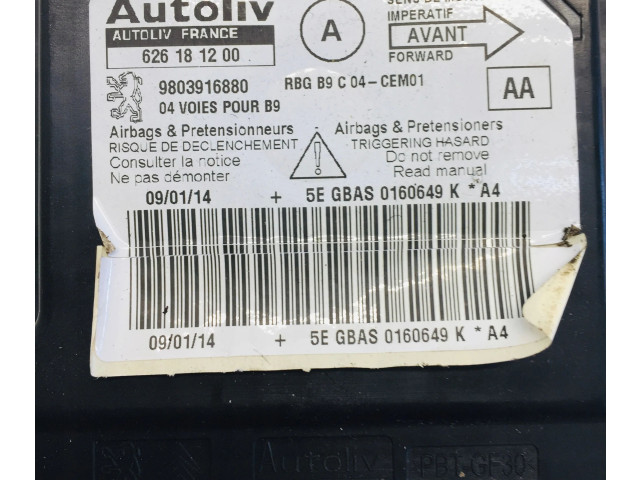 Autoliv
AUTOLIV FRANCE
626 18 12 00
A
IMPERATIF
AVANT
FORWARD
9803916880
RBG B9 C 04-CEM01
04 VOIES POUR B9
AA
Airbags & Pretensionneurs
RISQUE DE DECLENCHEMENT
Consulter la notice
Ne pas démonter
Airbags & Pretensioners
TRIGGERING HASARD
Do not remove
Read manual
09/01/14 + 5E GBAS 0160649 K * A4
09/01/14 + 5E GBAS 0160649 K * A4
Autoliv